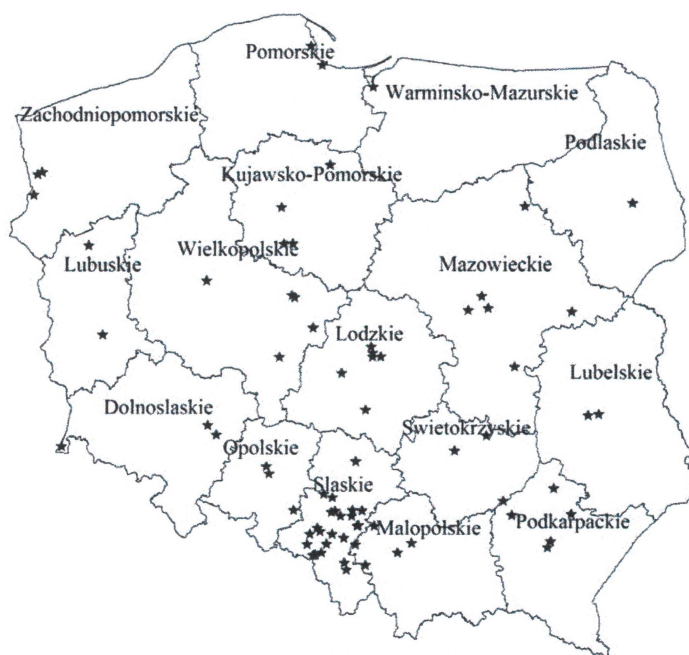 Pomorskie
Warminsko-Mazurskie
Zachodniopomorskie
Podlaskie
Kujawsko-Pomorskie
Wielkopolskie
Lubuskie
Mazowieckie
Lodzkie
Lubelskie
Dolnoslaskie
Swietokrzyskie
Opolskie
Slaskie
Malopolskie
Podkarpackie